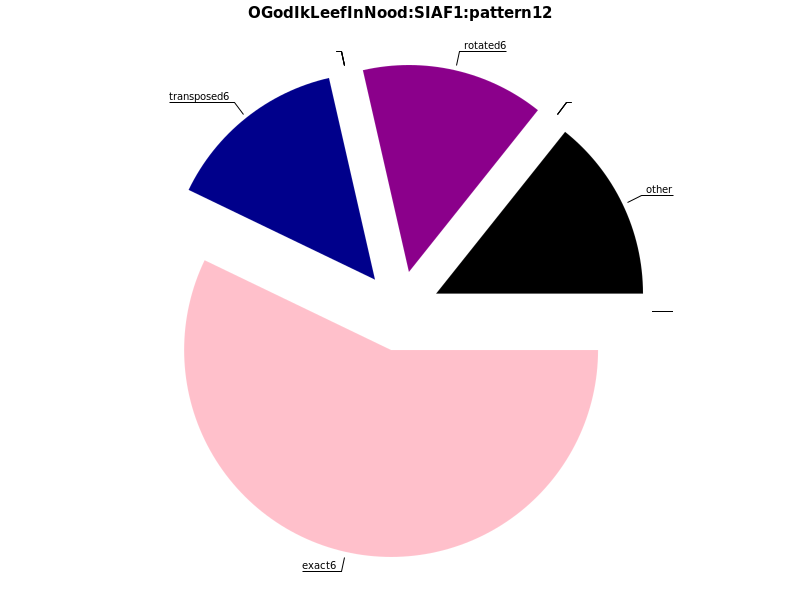 OGodIkLeefInNood:SIAF1:pattern12
rotated6
transposed6
other
exact6